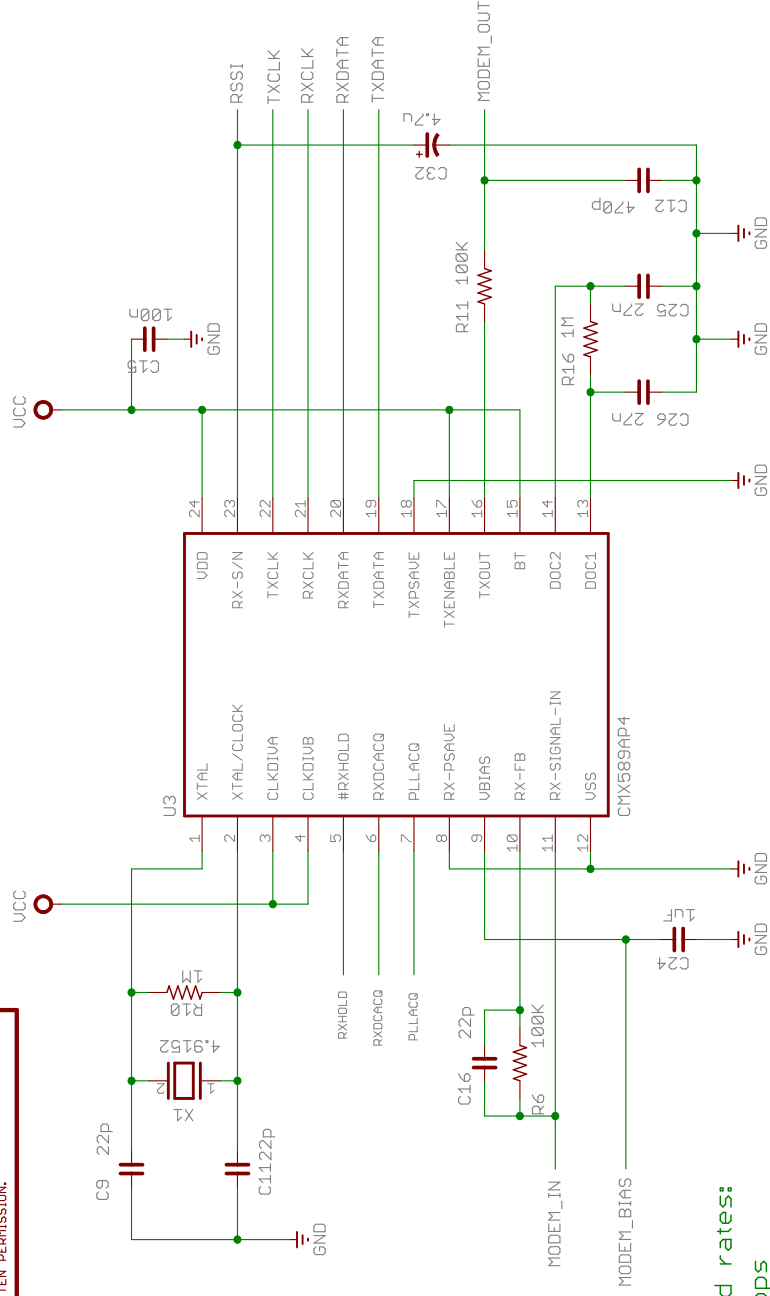 TEN PERMISSION.
VCC
VCC
C15
100n
GND
RSSI
TXCLK
RXCLK
RXDATA
TXDATA
MODEM_OUT
C32
4.7u
+
R11 100K
C12
470p
GND
R16 1M
C25
27n
GND
C26
27n
GND
U3
CMX589AP4
1 XTAL
2 XTAL/CLOCK
3 CLKDIVA
4 CLKDIVB
5 #RXHOLD
6 RXDCACQ
7 PLLACQ
8 RX-PSAVE
9 VBIAS
10 RX-FB
11 RX-SIGNAL-IN
12 VSS
24 VDD
23 RX-S/N
22 TXCLK
21 RXCLK
20 RXDATA
19 TXDATA
18 TXPSAVE
17 TXENABLE
16 TXOUT
15 BT
14 DOC2
13 DOC1
R10
1M
X1
4.9152
1
2
C9 22p
C11 22p
GND
RXHOLD
RXDCACQ
PLLACQ
C16 22p
R6 100K
MODEM_IN
MODEM_BIAS
C24
1uF
GND
GND
d rates: